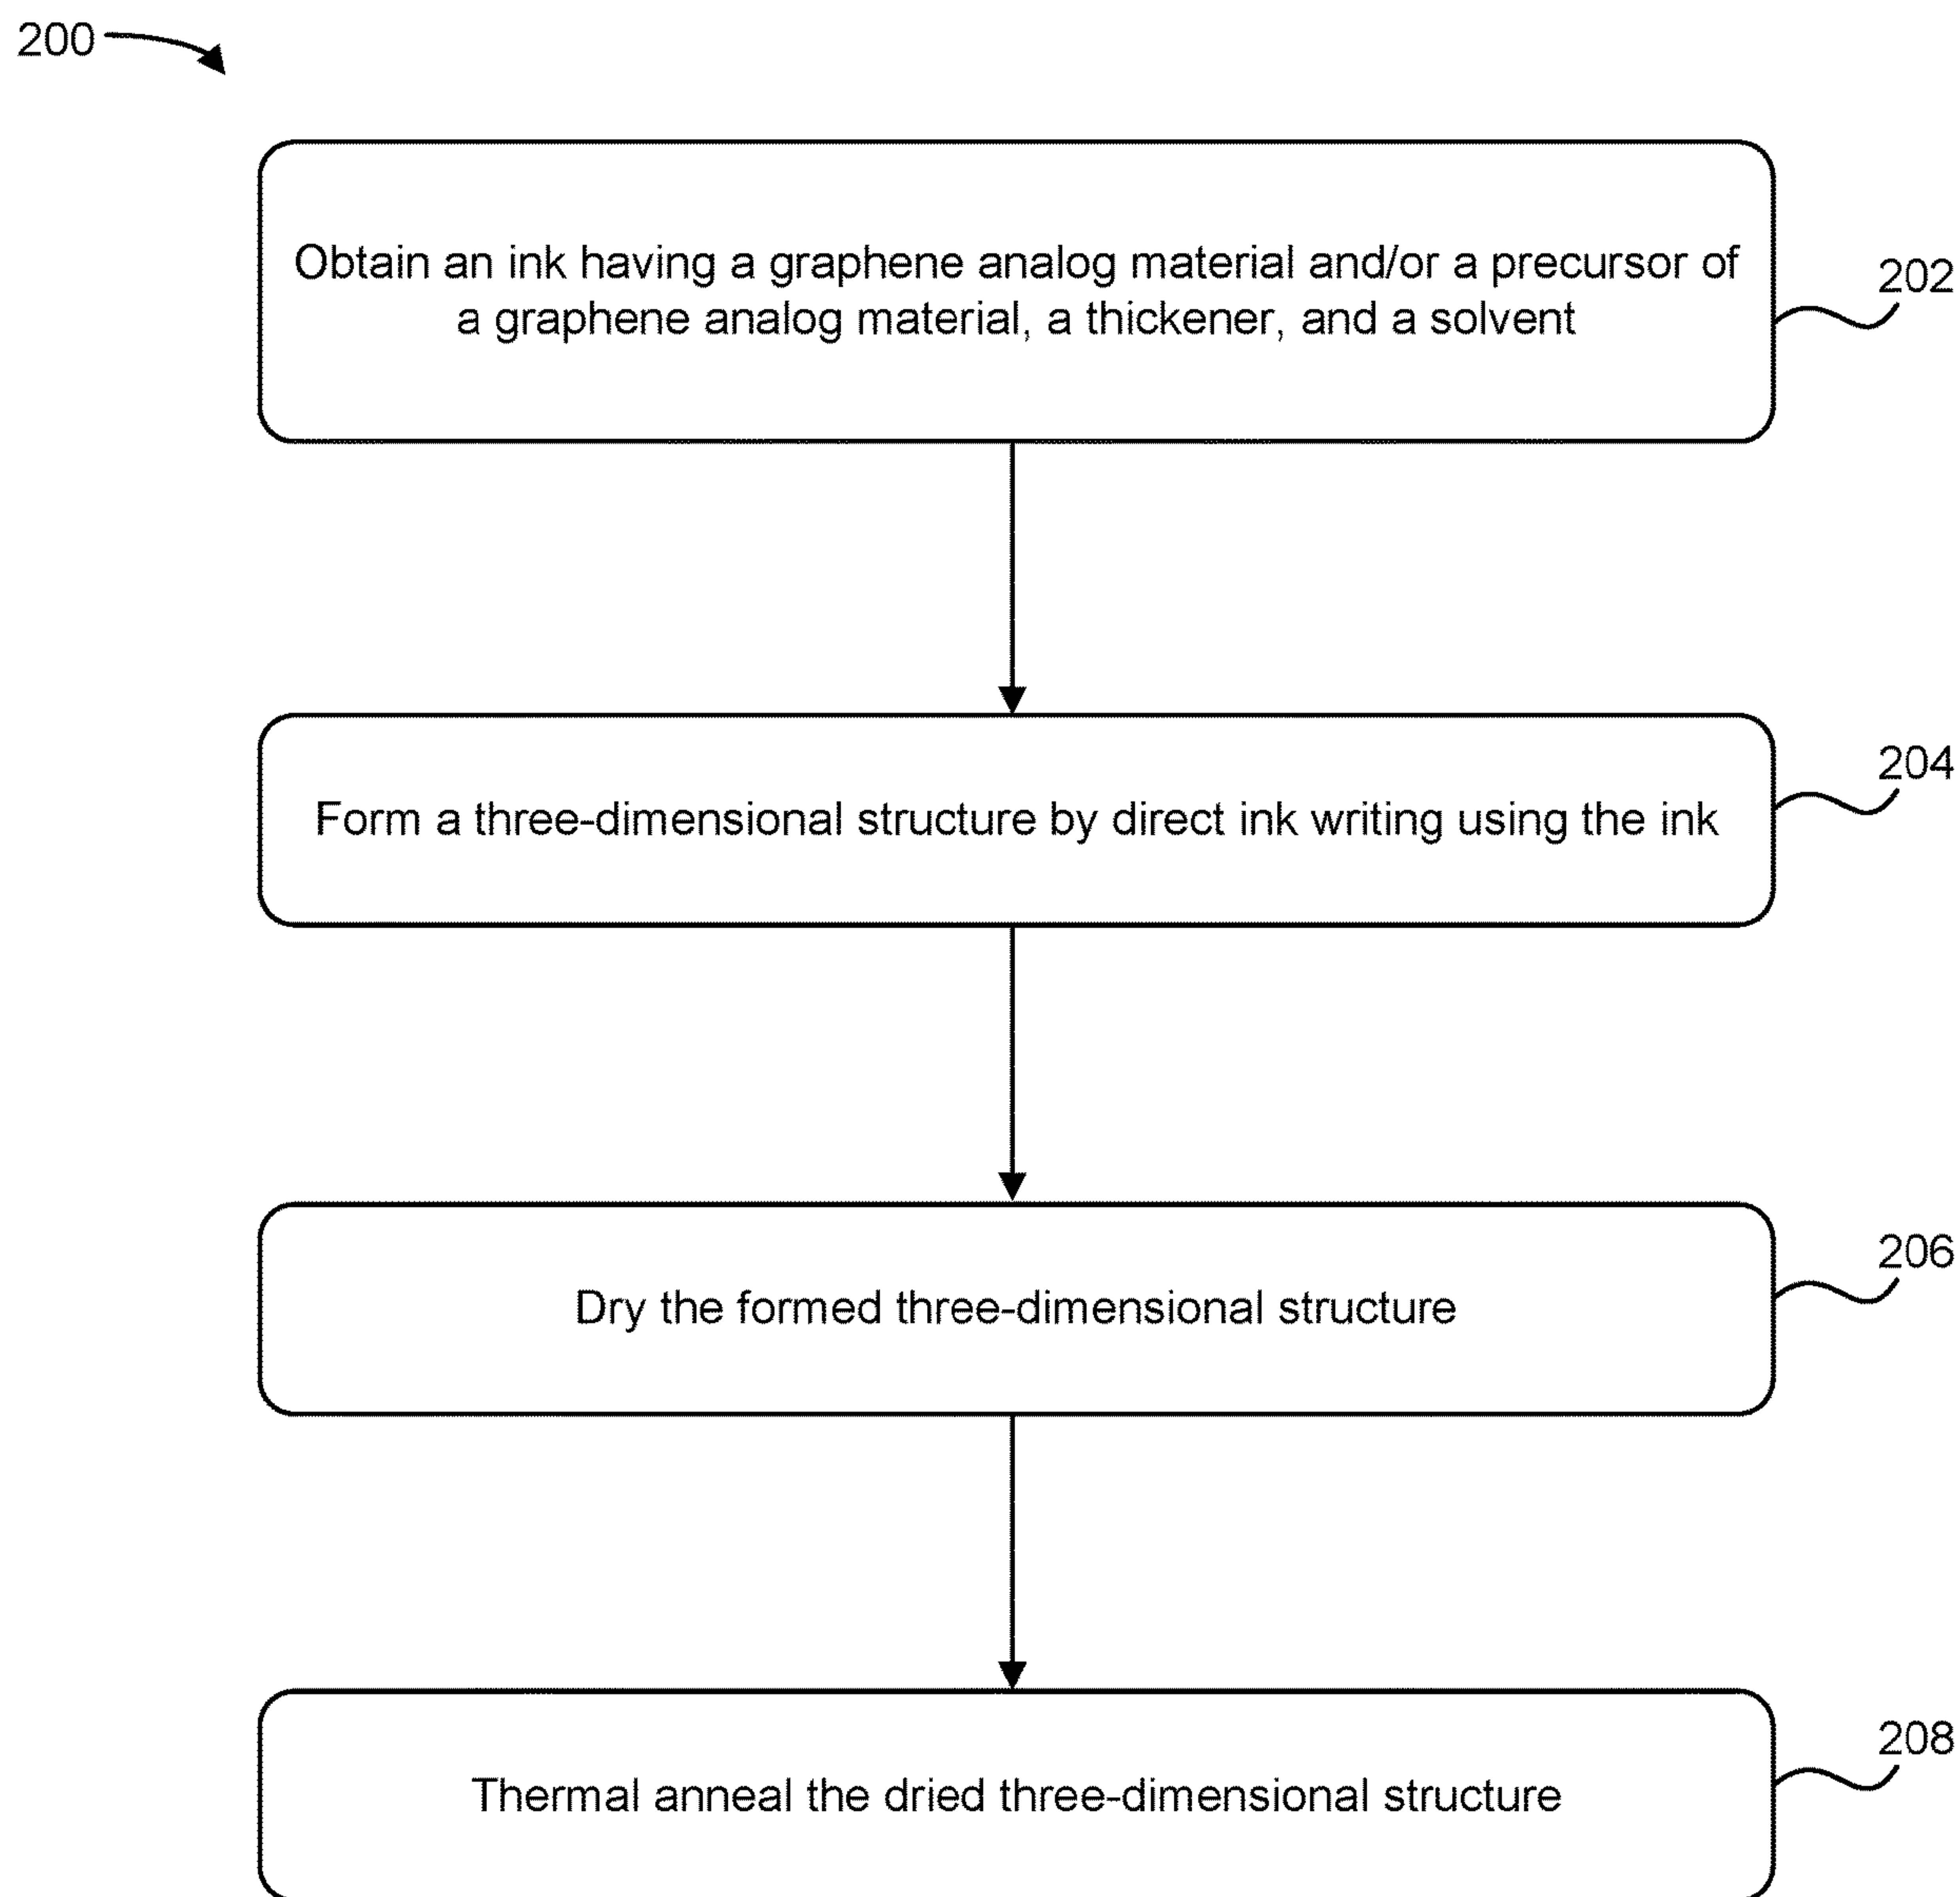 200
Obtain an ink having a graphene analog material and/or a precursor of
a graphene analog material, a thickener, and a solvent
202
Form a three-dimensional structure by direct ink writing using the ink
204
Dry the formed three-dimensional structure
206
Thermal anneal the dried three-dimensional structure
208